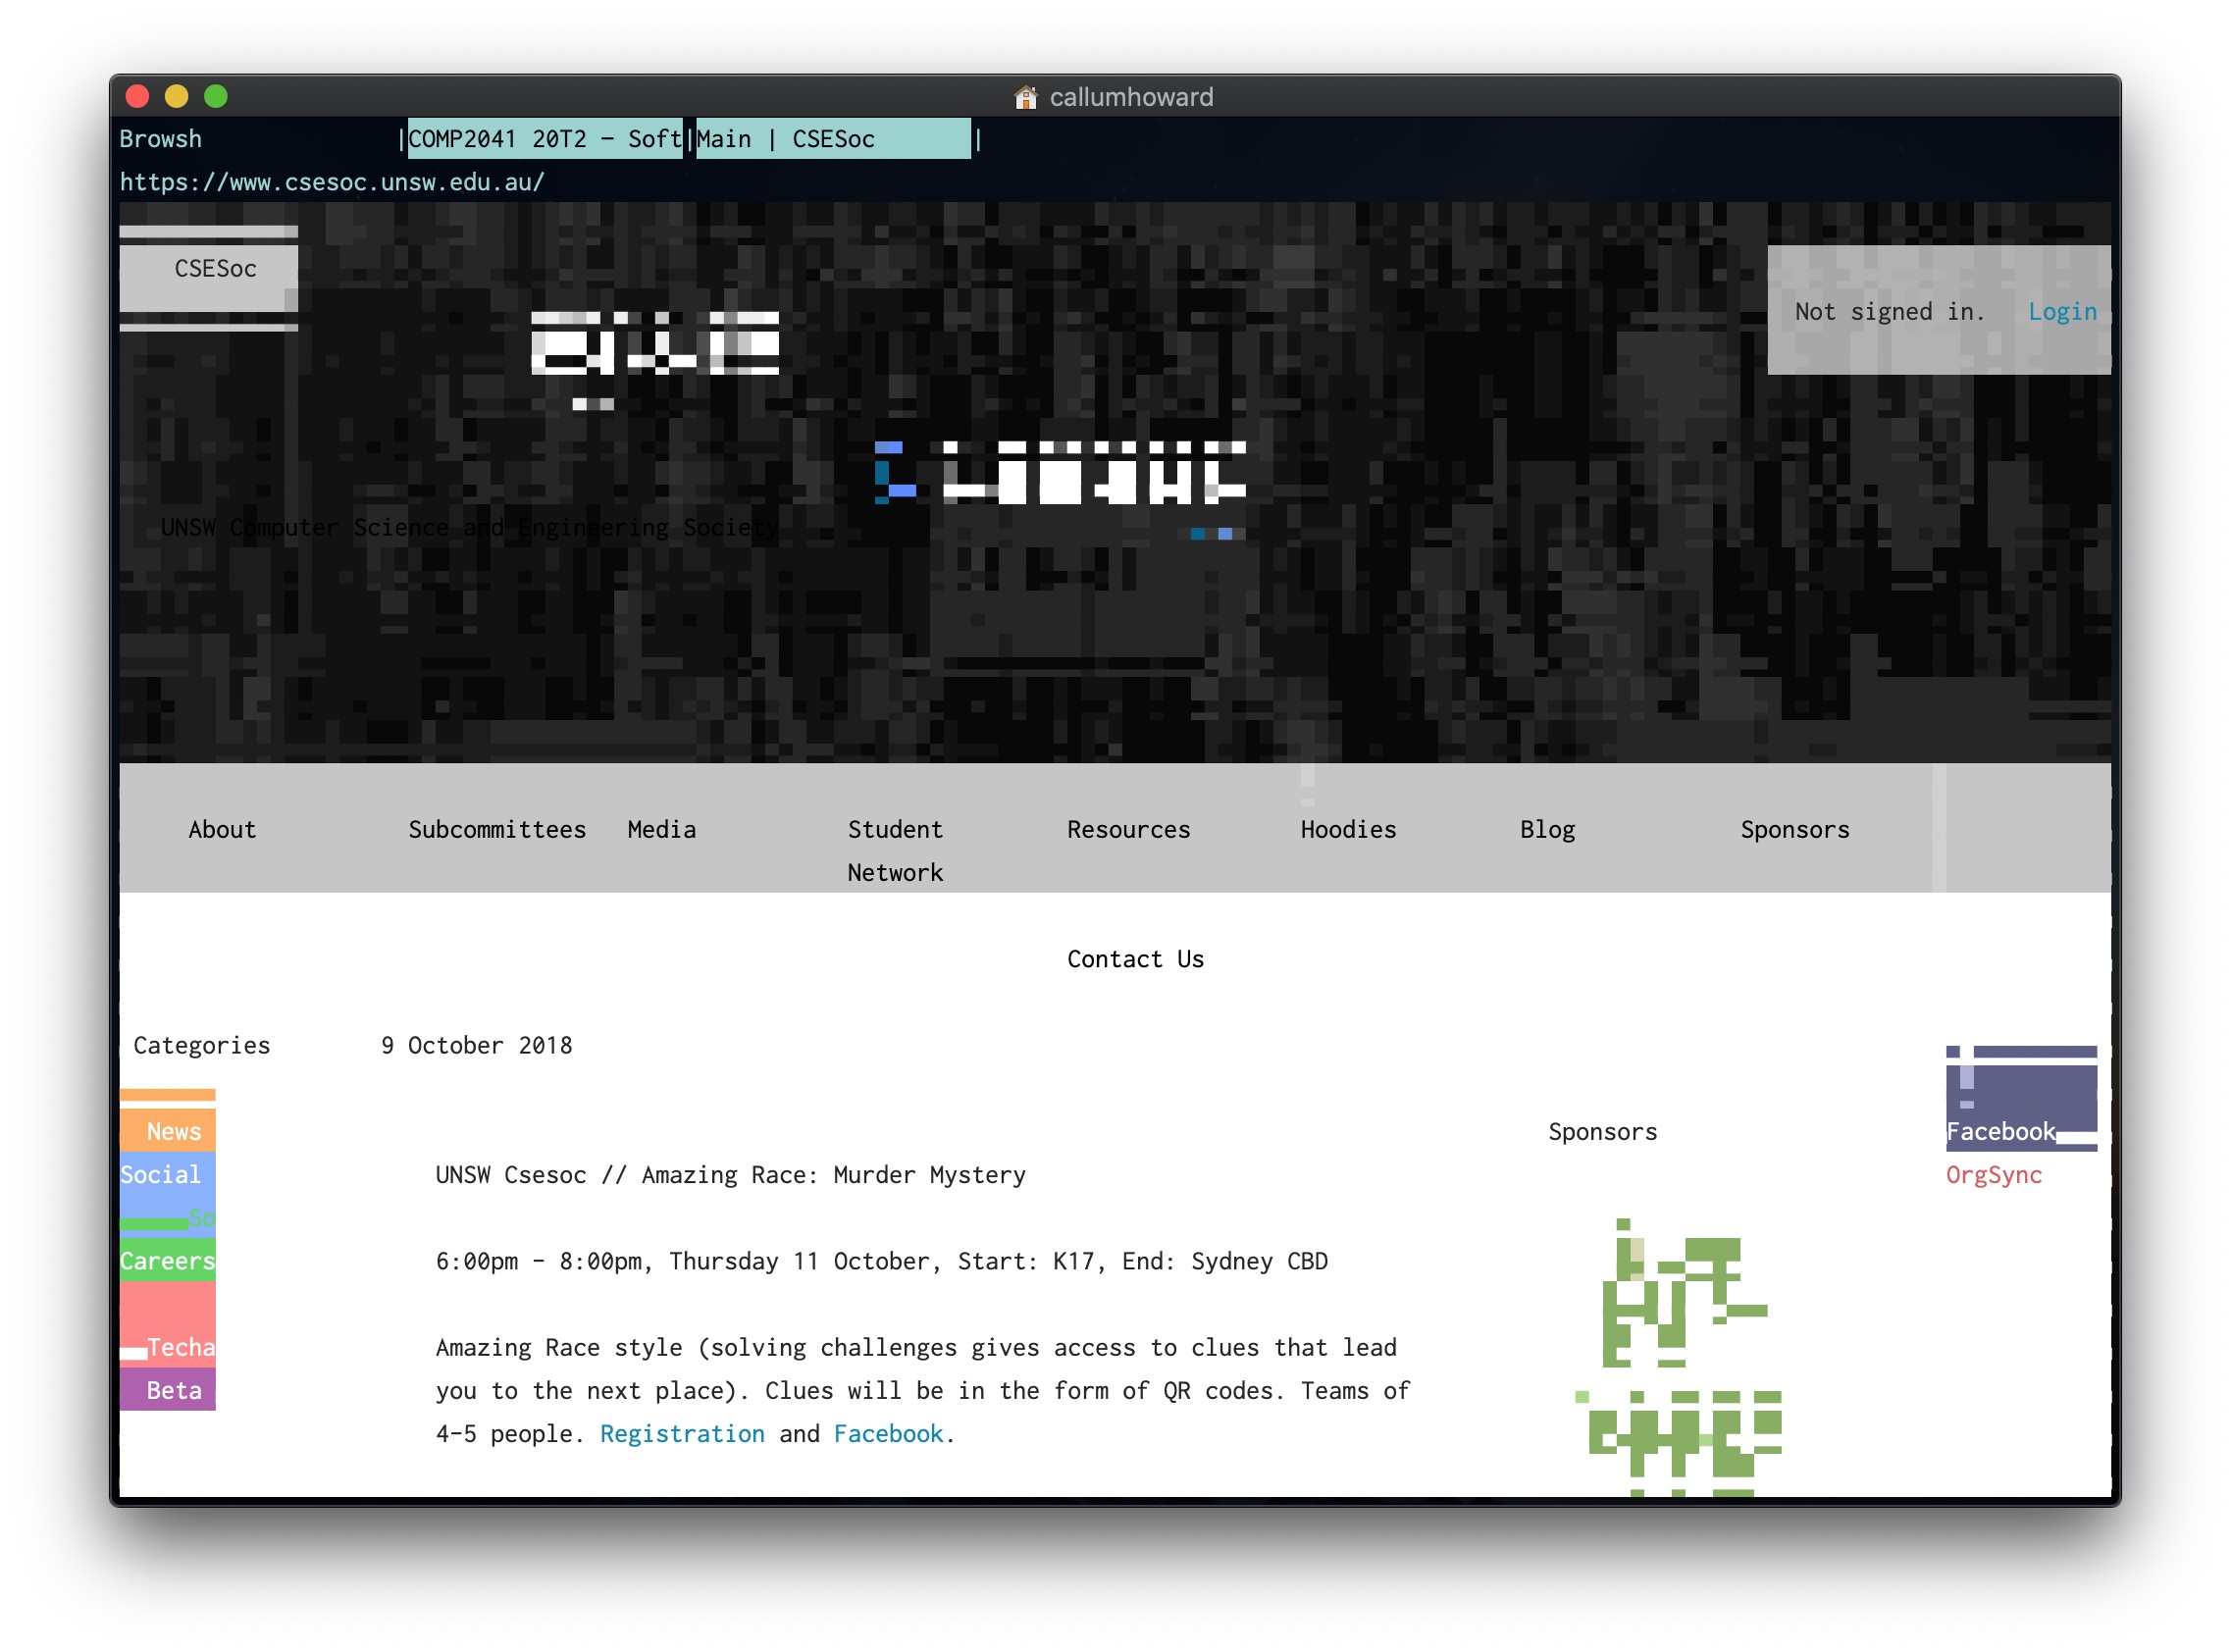 callumhoward
Browsh |COMP2041 20T2 - Soft|Main | CSESoc |
https://www.csesoc.unsw.edu.au/
CSESoc
Not signed in. Login
UNSW Computer Science and Engineering Society
About Subcommittees Media Student Network Resources Hoodies Blog Sponsors
Contact Us
Categories
News
Social
So
Careers
Techa
Beta
9 October 2018
UNSW Csesoc // Amazing Race: Murder Mystery
6:00pm - 8:00pm, Thursday 11 October, Start: K17, End: Sydney CBD
Amazing Race style (solving challenges gives access to clues that lead
you to the next place). Clues will be in the form of QR codes. Teams of
4-5 people. Registration and Facebook.
Sponsors
Facebook
OrgSync